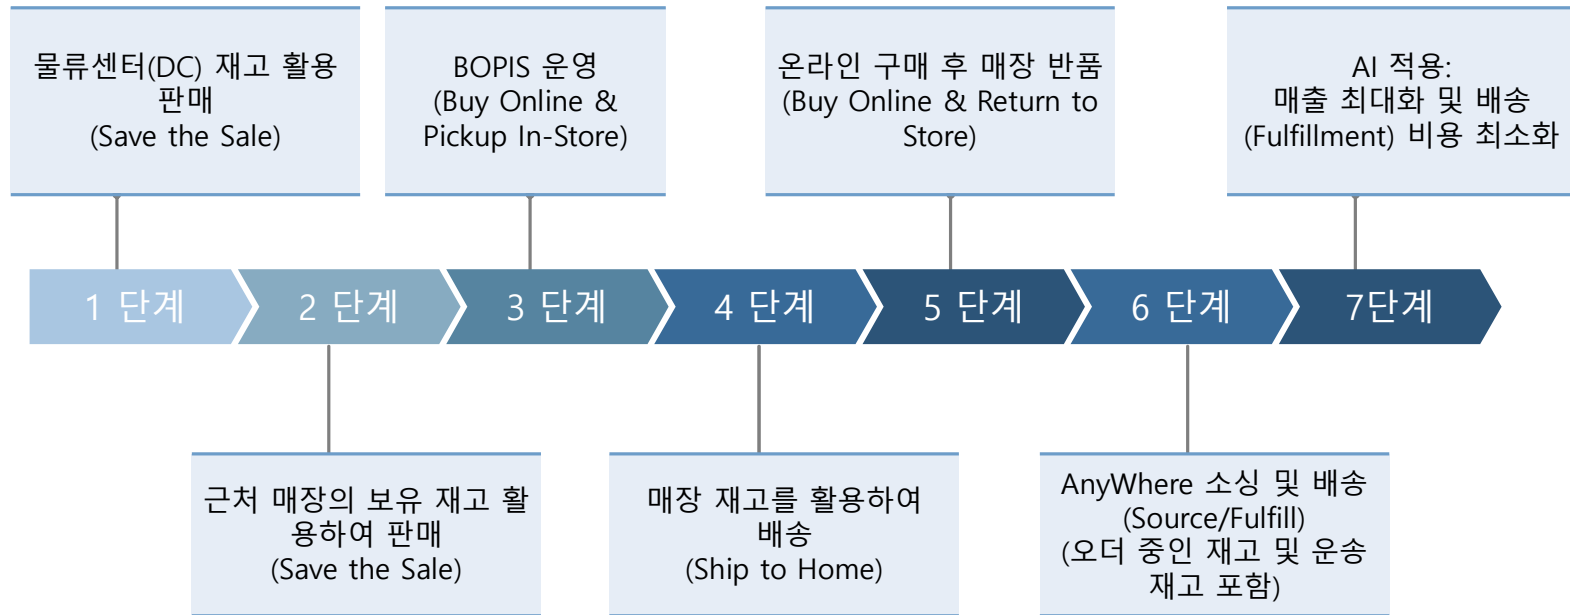 물류센터(DC) 재고 활용
판매
(Save the Sale)
BOPIS 운영
(Buy Online &
Pickup In-Store)
온라인 구매 후 매장 반품
(Buy Online & Return to
Store)
AI 적용:
매출 최대화 및 배송
(Fulfillment) 비용 최소화
1 단계
2 단계
3 단계
4 단계
5 단계
6 단계
7단계
근처 매장의 보유 재고 활
용하여 판매
(Save the Sale)
매장 재고를 활용하여
배송
(Ship to Home)
AnyWhere 소싱 및 배송
(Source/Fulfill)
(오더 중인 재고 및 운송
재고 포함)